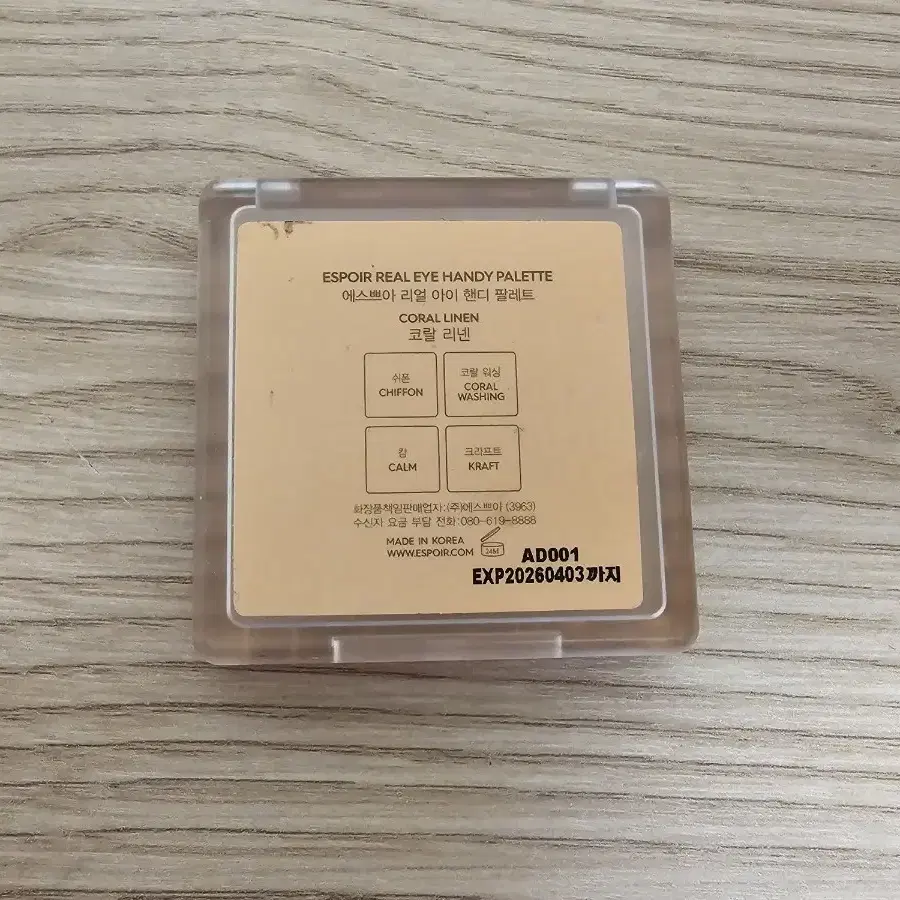 ESPOIR REAL EYE HANDY PALETTE
에스쁘아 리얼 아이 핸디 팔레트
CORAL LINEN
코랄 리넨
쉬폰
CHIFFON
코랄 워싱
CORAL
WASHING
캄
CALM
크라프트
KRAFT
화장품책임판매업자:(주)에스쁘아 (3963)
수신자 요금 부담 전화:080-619-8888
MADE IN KOREA
WWW.ESPOIR.COM
24M
AD001
EXP20260403까지